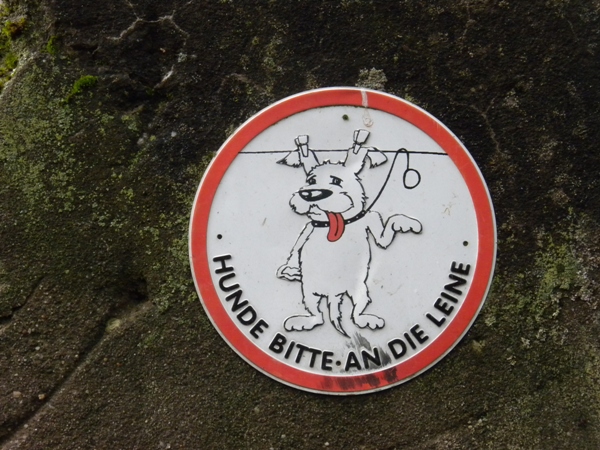 HUNDE BITTE·AN DIE LEINE